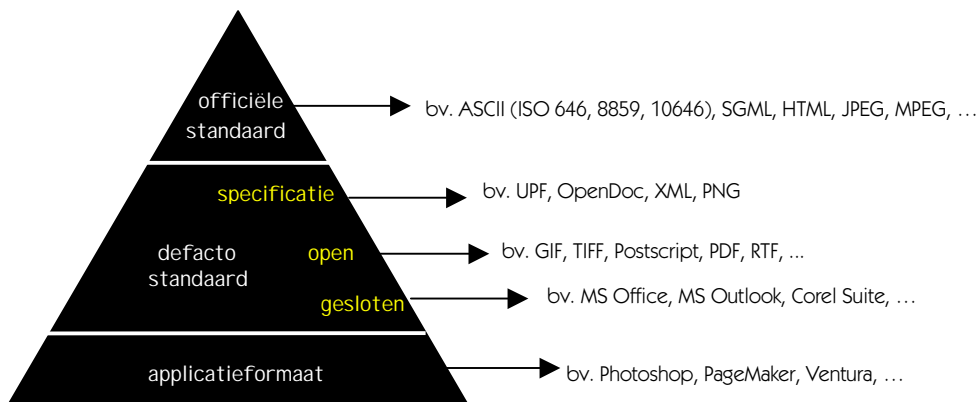 officiële
standaard
bv. ASCII (ISO 646, 8859, 10646), SGML, HTML, JPEG, MPEG, …
specificatie
bv. UPF, OpenDoc, XML, PNG
defacto
standaard
open
bv. GIF, TIFF, Postscript, PDF, RTF, ...
gesloten
bv. MS Office, MS Outlook, Corel Suite, …
applicatieformaat
bv. Photoshop, PageMaker, Ventura, …